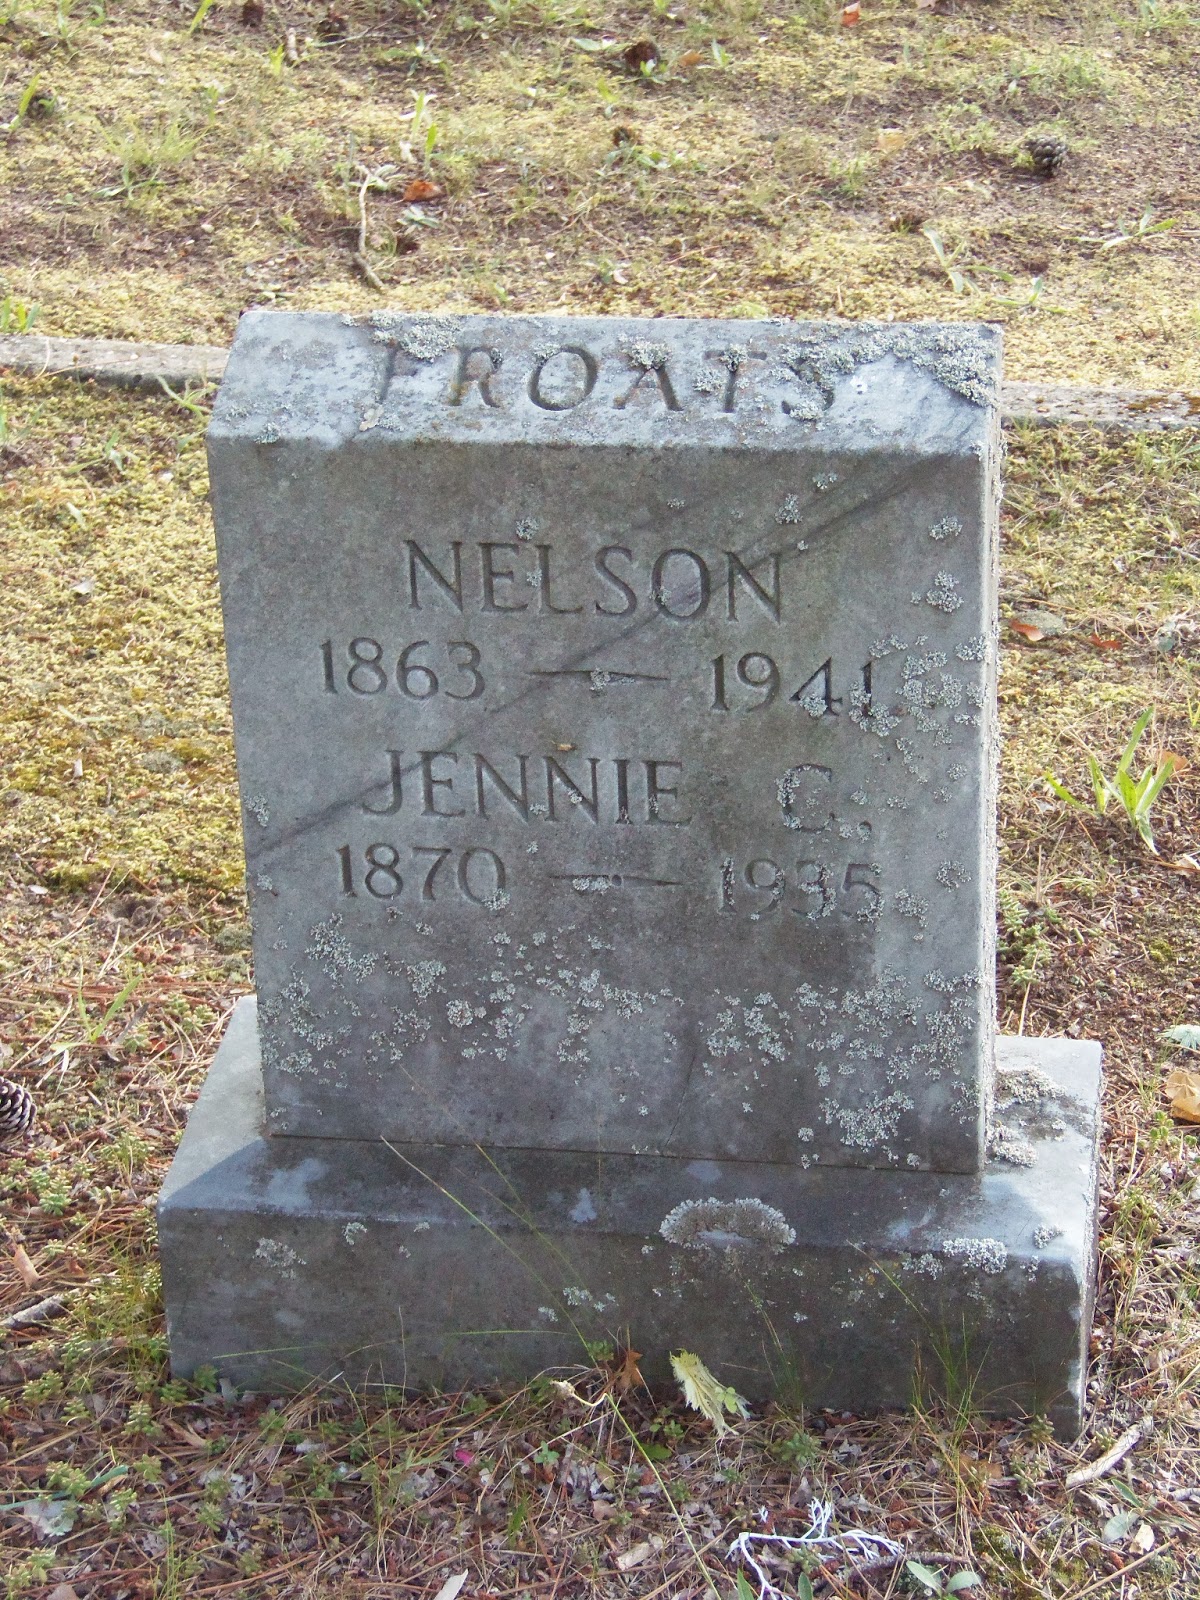 FROATS
NELSON
1863 — 1941
JENNIE C.
1870 — 1935